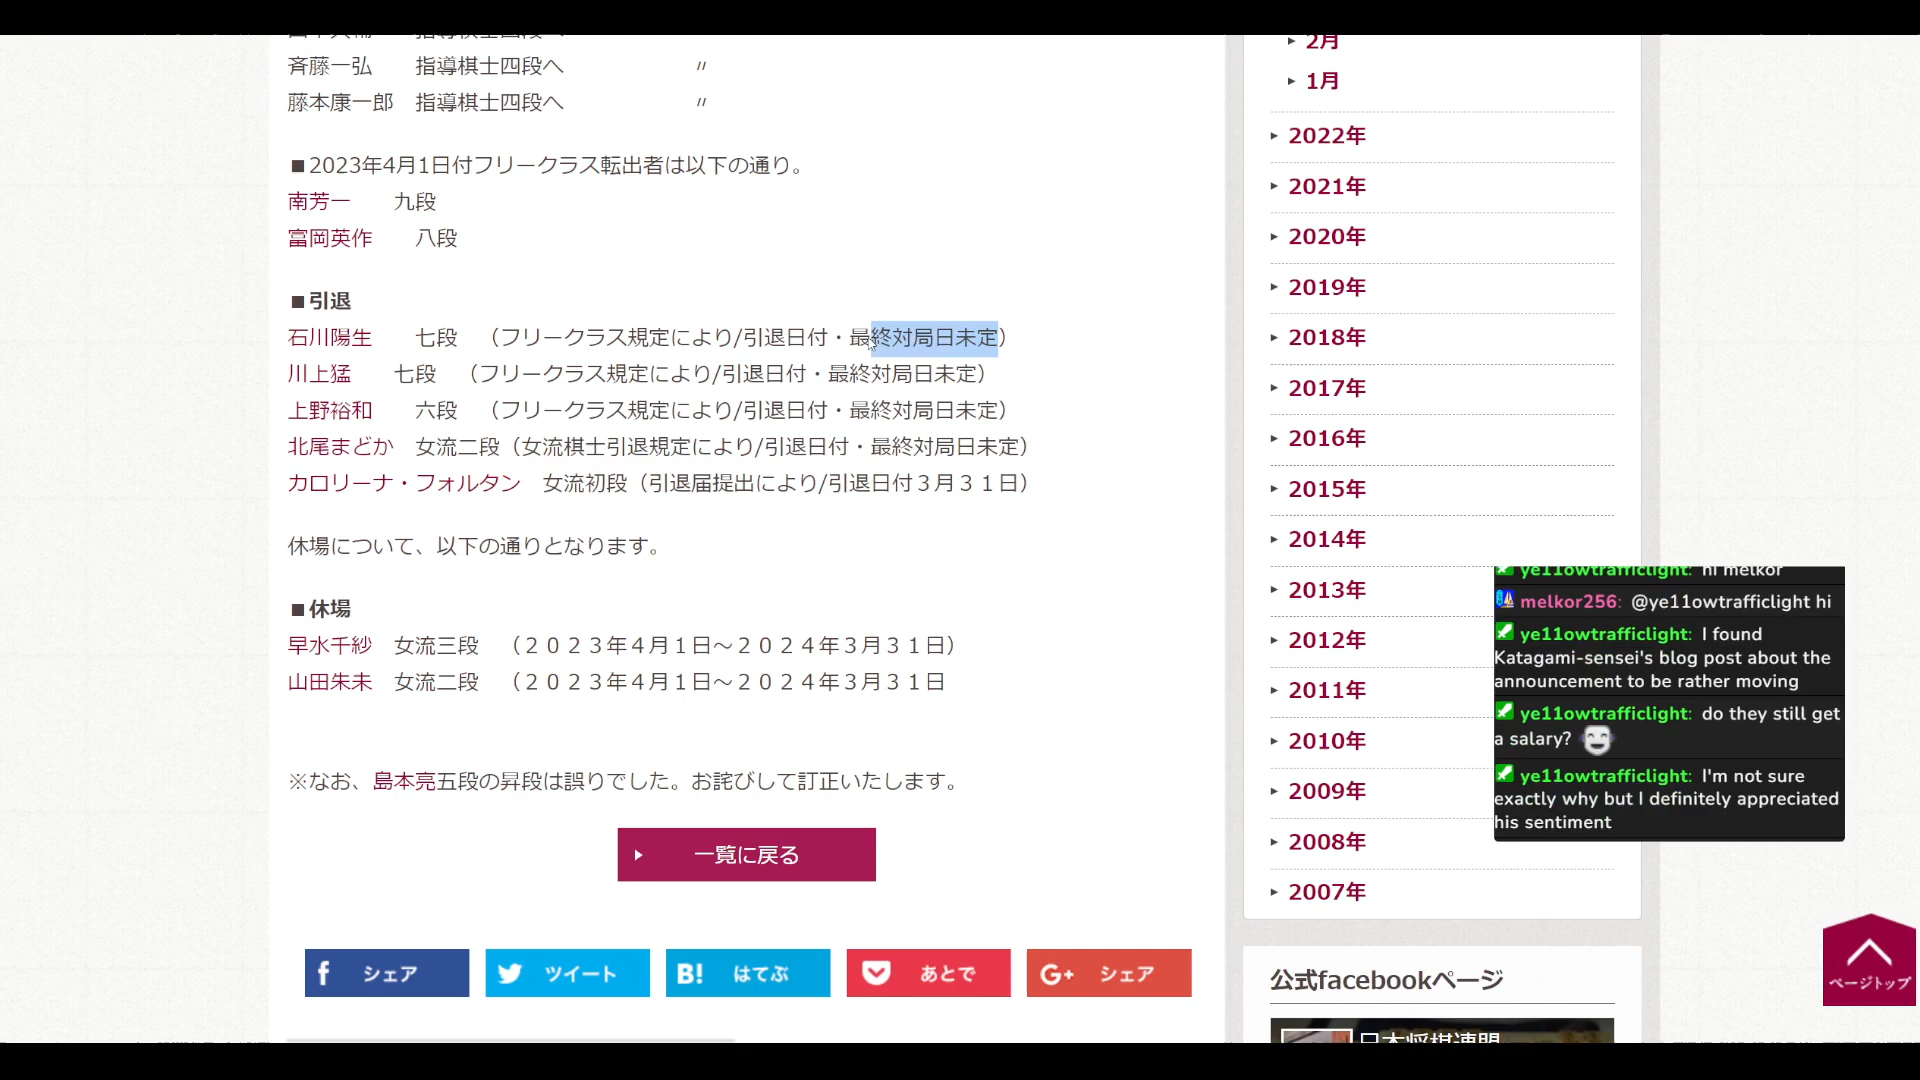 斉藤一弘　　指導棋士四段へ　　　　　　〃
藤本康一郎　指導棋士四段へ　　　　　　〃
■2023年4月1日付フリークラス転出者は以下の通り。
南芳一　　九段
富岡英作　　八段
■引退
石川陽生　　七段　（フリークラス規定により/引退日付・最終対局日未定）
川上猛　　七段　（フリークラス規定により/引退日付・最終対局日未定）
上野裕和　　六段　（フリークラス規定により/引退日付・最終対局日未定）
北尾まどか　女流二段（女流棋士引退規定により/引退日付・最終対局日未定）
カロリーナ・フォルタン　女流初段（引退届提出により/引退日付３月３１日）
休場について、以下の通りとなります。
■休場
早水千紗　女流三段　（２０２３年４月１日～２０２４年３月３１日）
山田朱未　女流二段　（２０２３年４月１日～２０２４年３月３１日
※なお、島本亮五段の昇段は誤りでした。お詫びして訂正いたします。
一覧に戻る
シェア
ツイート
B! はてぶ
あとで
G+ シェア
2月
1月
2022年
2021年
2020年
2019年
2018年
2017年
2016年
2015年
2014年
2013年
2012年
2011年
2010年
2009年
2008年
2007年
公式facebookページ
日本将棋連盟
ye11owtrafficlight: hi melkor
melkor256: @ye11owtrafficlight hi
ye11owtrafficlight: I found
Katagami-sensei's blog post about the
announcement to be rather moving
ye11owtrafficlight: do they still get
a salary?
ye11owtrafficlight: I'm not sure
exactly why but I definitely appreciated
his sentiment
ページトップ